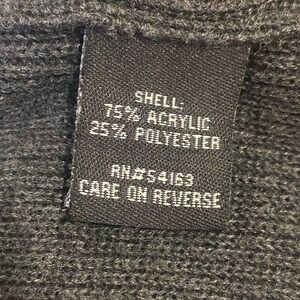 SHELL:
75% ACRYLIC
25% POLYESTER
RN#54163
CARE ON REVERSE